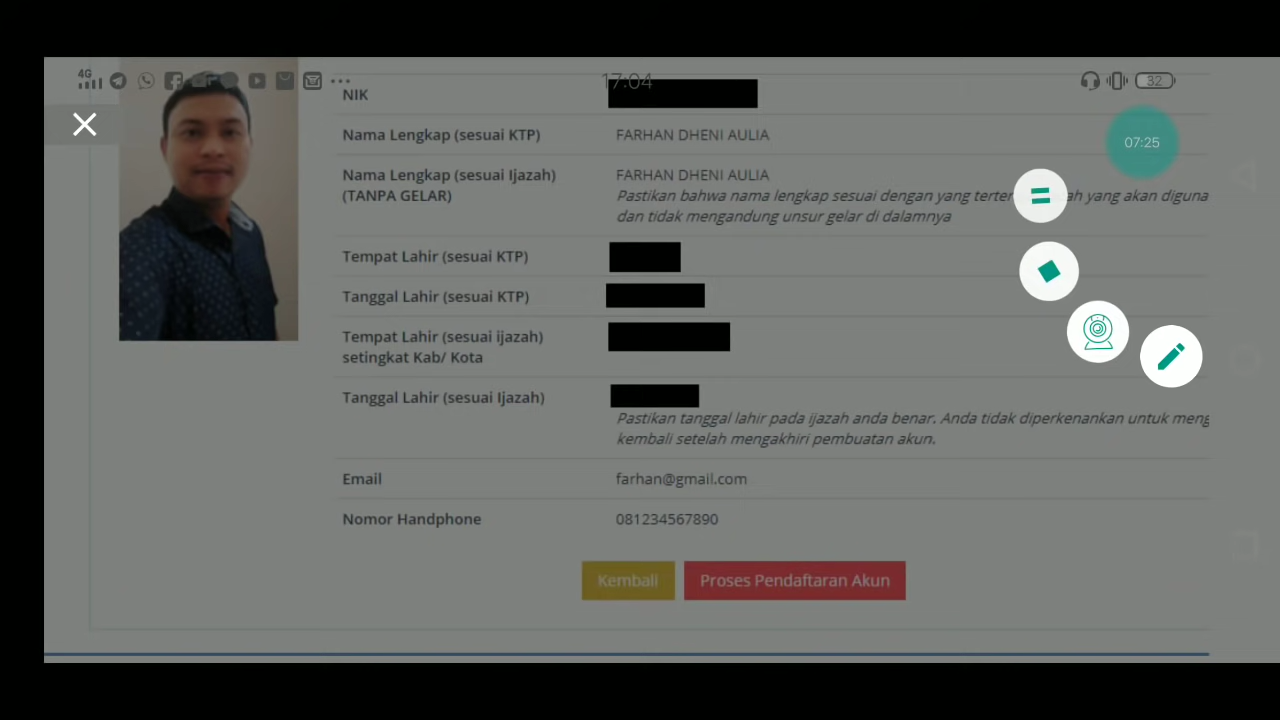 4G
17:04
32
07:25
NIK
Nama Lengkap (sesuai KTP) FARHAN DHENI AULIA
Nama Lengkap (sesuai Ijazah) FARHAN DHENI AULIA
(TANPA GELAR) Pastikan bahwa nama lengkap sesuai dengan yang yang akan diguna
dan tidak mengandung unsur gelar di dalamnya
Tempat Lahir (sesuai KTP)
Tanggal Lahir (sesuai KTP)
Tempat Lahir (sesuai ijazah)
setingkat Kab/ Kota
Tanggal Lahir (sesuai Ijazah)
Pastikan tanggal lahir pada ijazah anda benar. Anda tidak diperkenankan untuk meng
kembali setelah mengakhiri pembuatan akun.
Email farhan@gmail.com
Nomor Handphone 081234567890
Kembali Proses Pendaftaran Akun